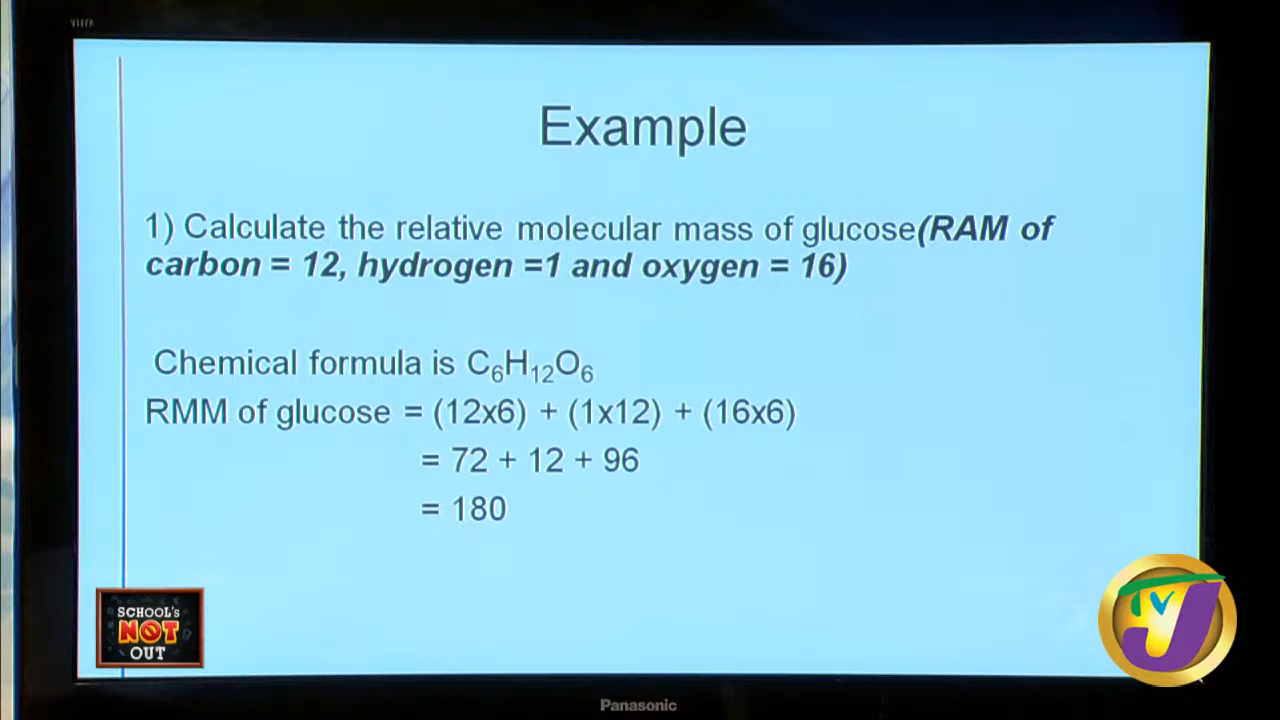 Example
1) Calculate the relative molecular mass of glucose(RAM of
carbon = 12, hydrogen =1 and oxygen = 16)
Chemical formula is C₆H₁₂O₆
RMM of glucose = (12x6) + (1x12) + (16x6)
= 72 + 12 + 96
= 180
SCHOOL's
NOT
OUT
TVJ
Panasonic